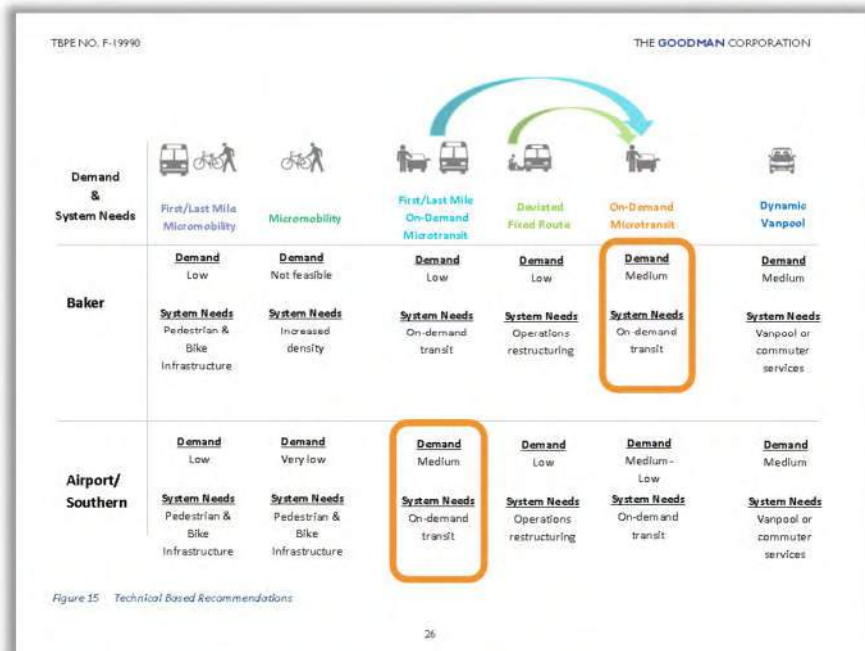 TBPE NO. F-19990
THE GOODMAN CORPORATION
Demand
&
System Needs
First/Last Mile
Micromobility
Micromobility
First/Last Mile
On-Demand
Microtransit
Deviated
Fixed Route
On-Demand
Microtransit
Dynamic
Vanpool
Baker
Demand
Low
System Needs
Pedestrian &
Bike
Infrastructure
Demand
Not feasible
System Needs
Increased
density
Demand
Low
System Needs
On-demand
transit
Demand
Low
System Needs
Operations
restructuring
Demand
Medium
System Needs
On-demand
transit
Demand
Medium
System Needs
Vanpool or
commuter
services
Airport/
Southern
Demand
Low
System Needs
Pedestrian &
Bike
Infrastructure
Demand
Very low
System Needs
Pedestrian &
Bike
Infrastructure
Demand
Medium
System Needs
On-demand
transit
Demand
Low
System Needs
Operations
restructuring
Demand
Medium-
Low
System Needs
On-demand
transit
Demand
Medium
System Needs
Vanpool or
commuter
services
Figure 15 Technical Based Recommendations
26